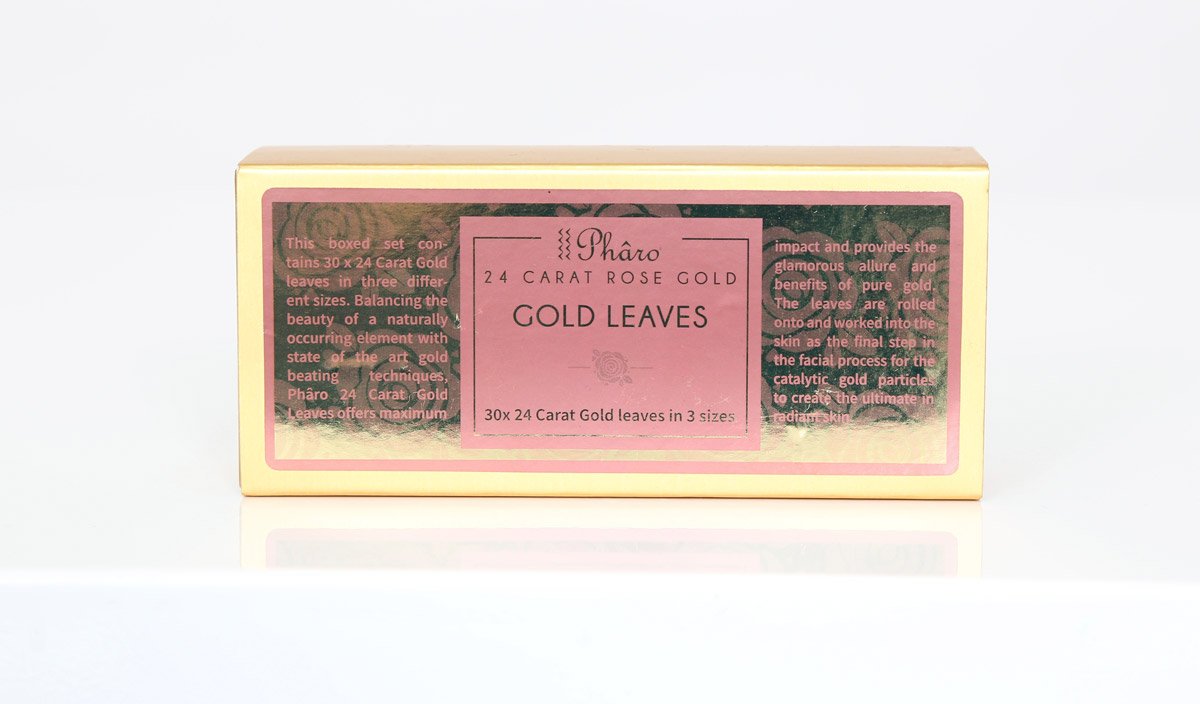 This boxed set con-
tains 30 x 24 Carat Gold
leaves in three differ-
ent sizes. Balancing the
beauty of a naturally
occurring element with
state of the art gold
beating techniques,
Phâro 24 Carat Gold
Leaves offers maximum
Phâro
24 CARAT ROSE GOLD
GOLD LEAVES
30x 24 Carat Gold leaves in 3 sizes
impact and provides the
glamorous allure and
benefits of pure gold.
The leaves are rolled
onto and worked into the
skin as the final step in
the facial process for the
catalytic gold particles
to create the ultimate in
radiant skin